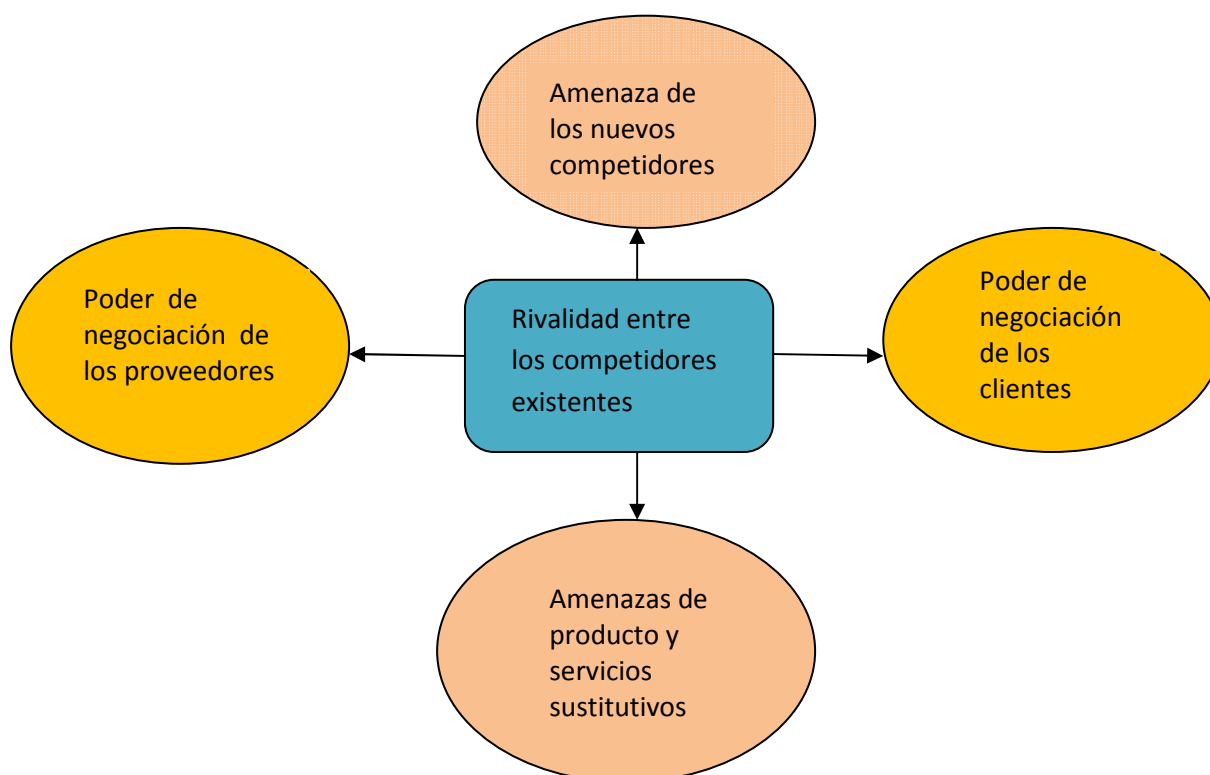 Amenaza de
los nuevos
competidores
Poder de
negociación de
los proveedores
Rivalidad entre
los competidores
existentes
Poder de
negociación
de los
clientes
Amenazas de
producto y
servicios
sustitutivos